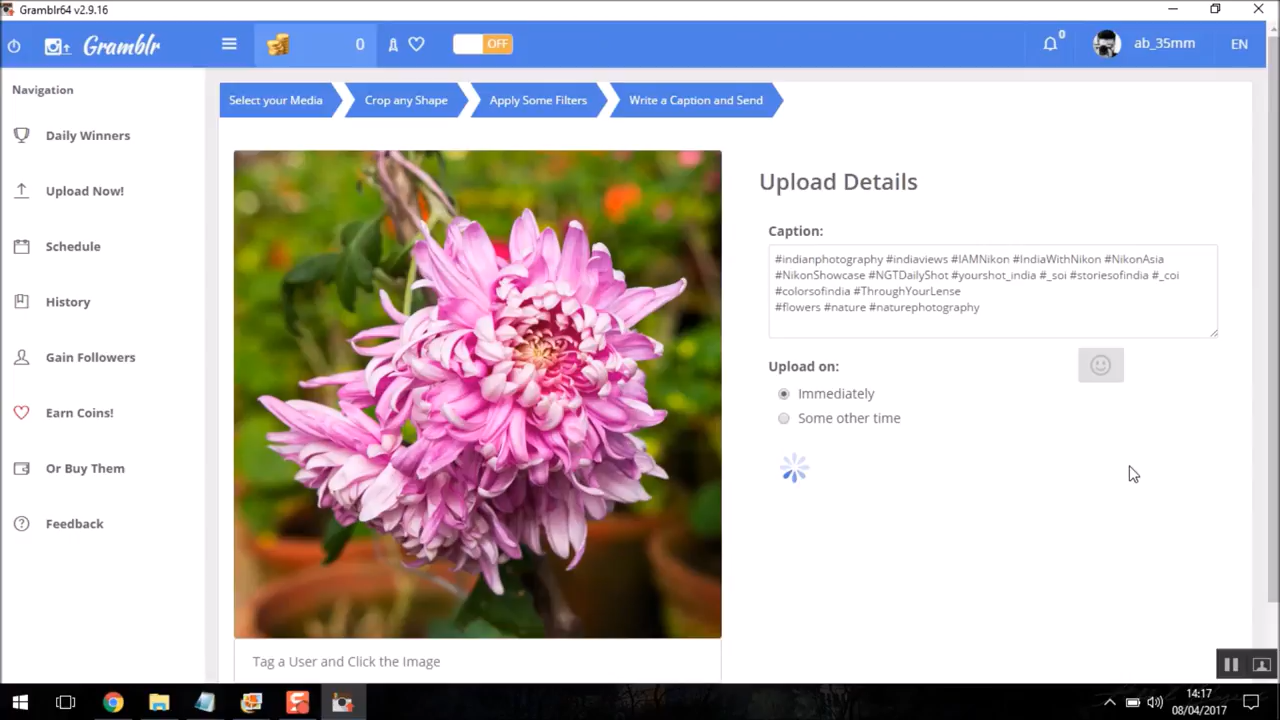 Gramblr64 v2.9.16
Gramblr
0
OFF
0
ab_35mm
EN
Navigation
Daily Winners
Upload Now!
Schedule
History
Gain Followers
Earn Coins!
Or Buy Them
Feedback
Select your Media
Crop any Shape
Apply Some Filters
Write a Caption and Send
Upload Details
Caption:
#indianphotography #indiaviews #IAMNikon #IndiaWithNikon #NikonAsia
#NikonShowcase #NGTDailyShot #yourshot_india #_soi #storiesofindia #_coi
#colorsofindia #ThroughYourLense
#flowers #nature #naturephotography
Upload on:
Immediately
Some other time
Tag a User and Click the Image
14:17
08/04/2017